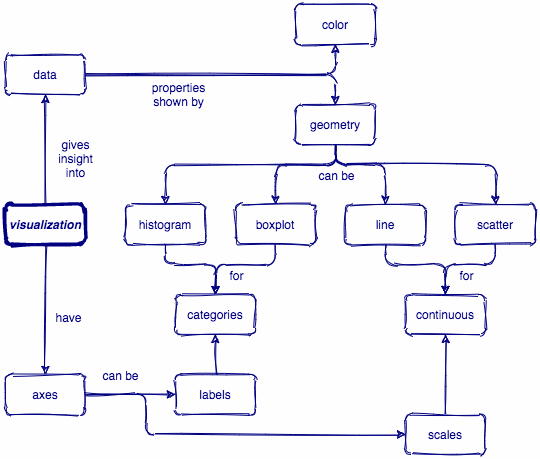 color
data
properties
shown by
geometry
gives
insight
into
can be
visualization
histogram
boxplot
line
scatter
for
for
categories
continuous
have
can be
axes
labels
scales